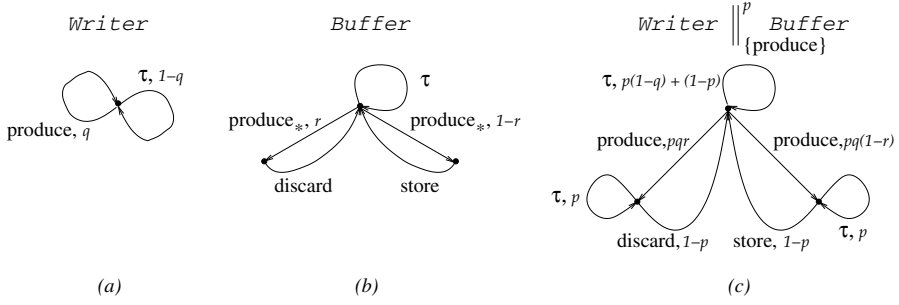 Writer
τ, 1-q
produce, q
(a)
Buffer
τ
produce*, r
produce*, 1-r
discard
store
(b)
Writer ||p{produce} Buffer
τ, p(1-q) + (1-p)
produce,pqr
produce,pq(1-r)
τ, p
τ, p
discard,1-p
store, 1-p
(c)